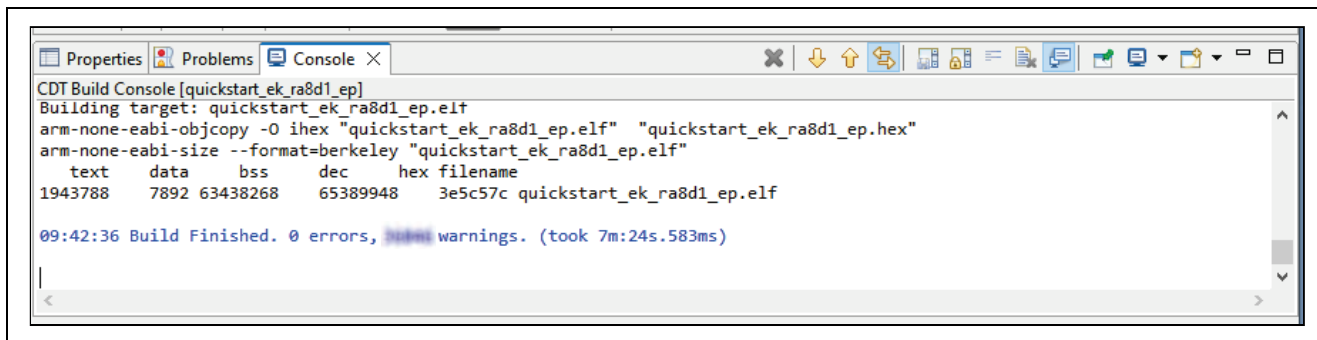 Properties Problems Console
CDT Build Console [quickstart_ek_ra8d1_ep]
Building target: quickstart_ek_ra8d1_ep.elf
arm-none-eabi-objcopy -O ihex "quickstart_ek_ra8d1_ep.elf"  "quickstart_ek_ra8d1_ep.hex"
arm-none-eabi-size --format=berkeley "quickstart_ek_ra8d1_ep.elf"
text data bss dec hex filename
1943788 7892 63438268 65389948 3e5c57c quickstart_ek_ra8d1_ep.elf
09:42:36 Build Finished. 0 errors, warnings. (took 7m:24s.583ms)